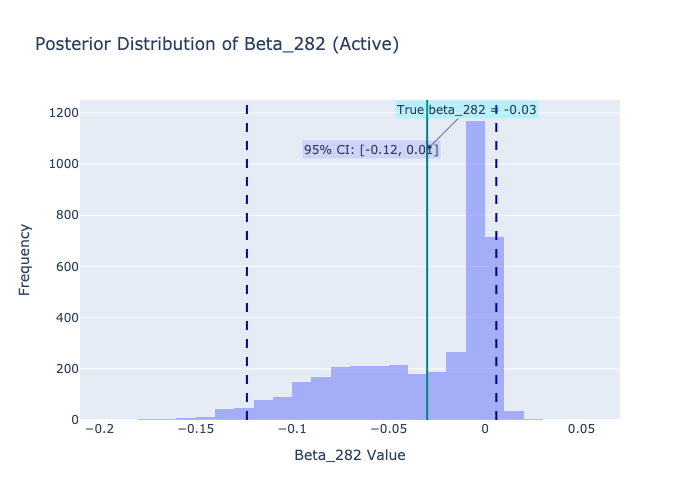 Posterior Distribution of Beta_282 (Active)
True beta_282 = -0.03
95% CI: [-0.12, 0.01]
1200
1000
800
600
400
200
0
Frequency
−0.2
−0.15
−0.1
−0.05
0
0.05
Beta_282 Value